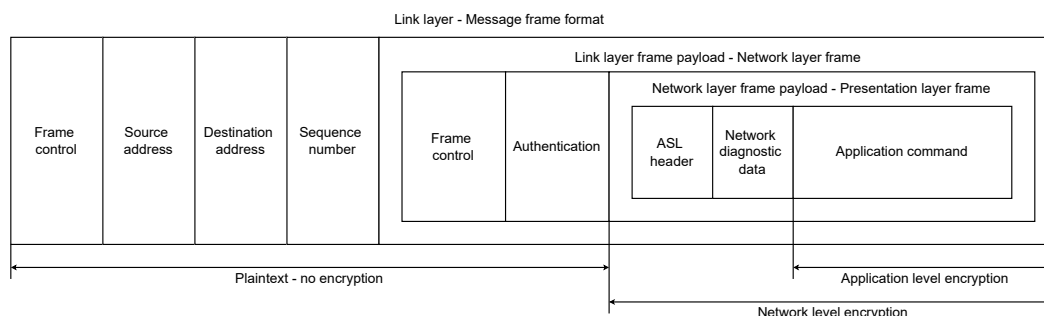 Link layer - Message frame format
Link layer frame payload - Network layer frame
Network layer frame payload - Presentation layer frame
Frame
control
Source
address
Destination
address
Sequence
number
Frame
control
Authentication
ASL
header
Network
diagnostic
data
Application command
Plaintext - no encryption
Application level encryption
Network level encryption